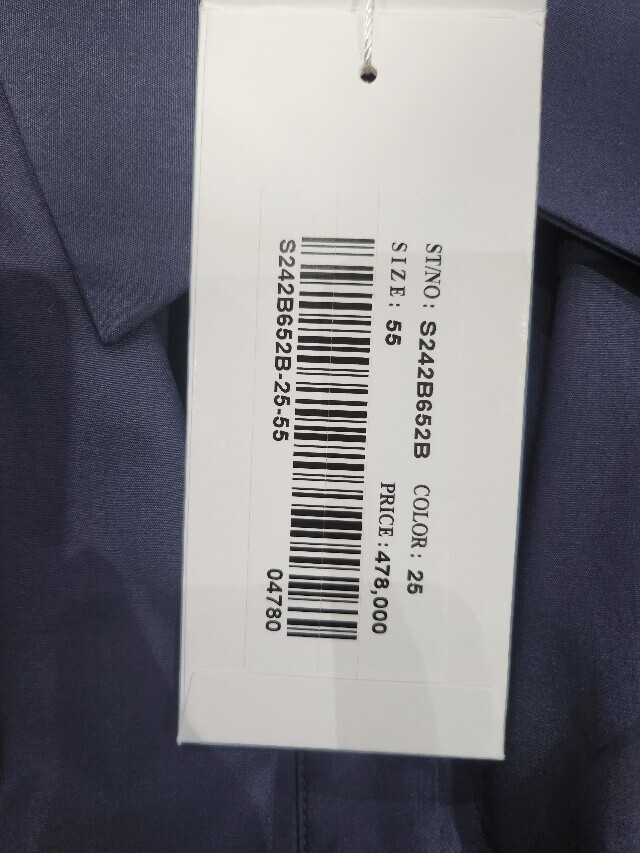 ST/NO: S242B652B COLOR: 25
SIZE: 55 PRICE: 478,000
S242B652B-25-55 04780